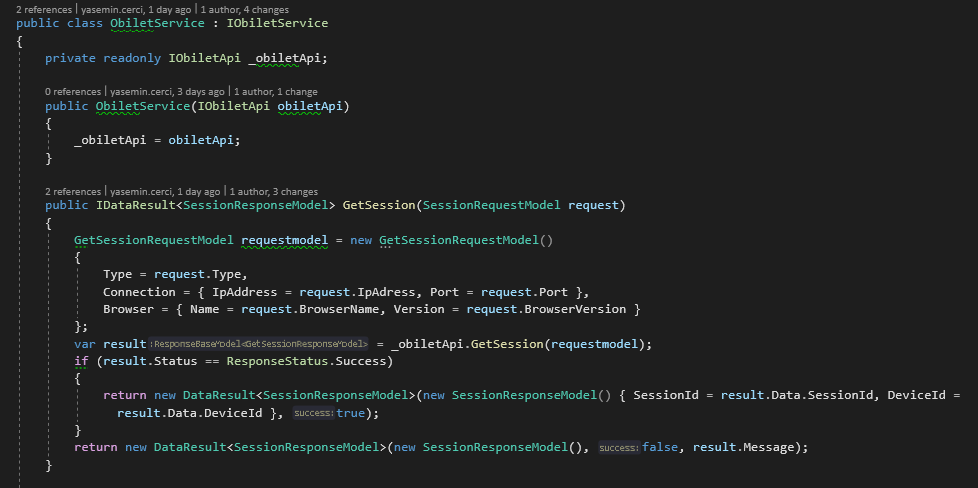 2 references | yasemin.cerci, 1 day ago | 1 author, 4 changes
public class ObiletService : IObiletService
{
private readonly IObiletApi _obiletApi;
0 references | yasemin.cerci, 3 days ago | 1 author, 1 change
public ObiletService(IObiletApi obiletApi)
{
_obiletApi = obiletApi;
}
2 references | yasemin.cerci, 1 day ago | 1 author, 3 changes
public IDataResult<SessionResponseModel> GetSession(SessionRequestModel request)
{
GetSessionRequestModel requestmodel = new GetSessionRequestModel()
{
Type = request.Type,
Connection = { IpAddress = request.IpAdress, Port = request.Port },
Browser = { Name = request.BrowserName, Version = request.BrowserVersion }
};
var result :ResponseBaseModel<GetSessionResponseModel> = _obiletApi.GetSession(requestmodel);
if (result.Status == ResponseStatus.Success)
{
return new DataResult<SessionResponseModel>(new SessionResponseModel() { SessionId = result.Data.SessionId, DeviceId =
result.Data.DeviceId }, success: true);
}
return new DataResult<SessionResponseModel>(new SessionResponseModel(), success: false, result.Message);
}